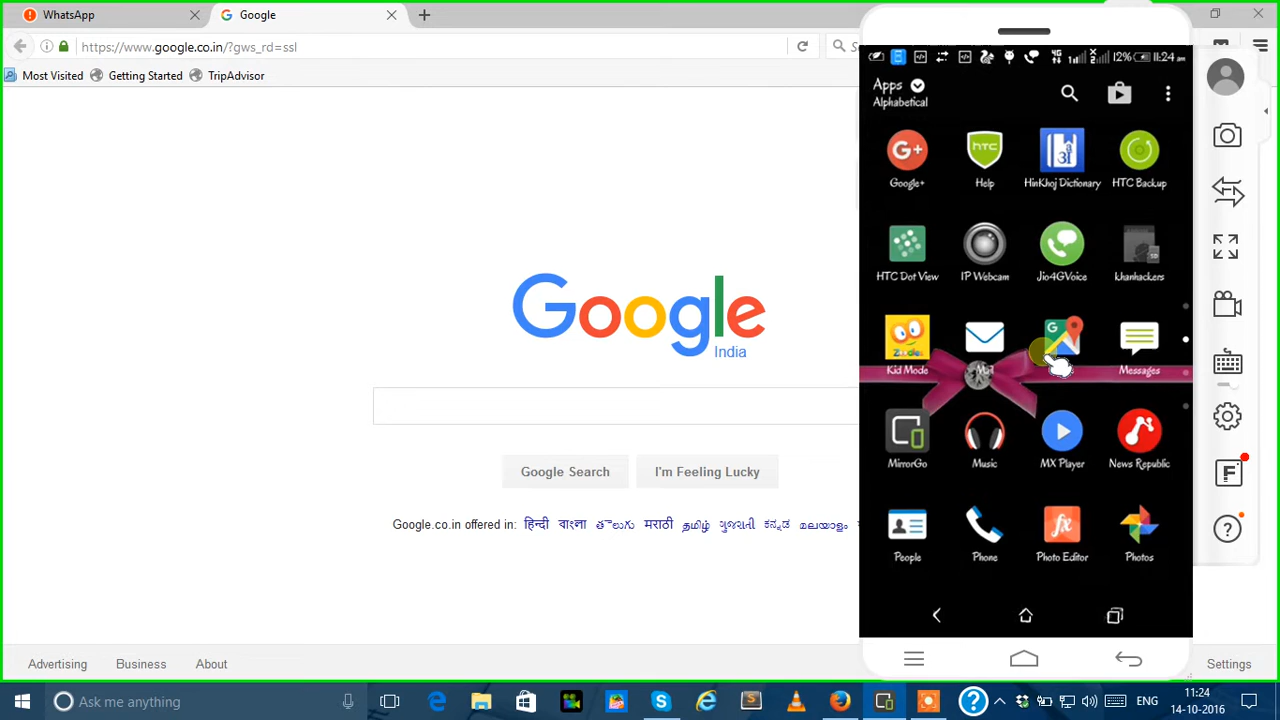 WhatsApp
Google
https://www.google.co.in/?gws_rd=ssl
Most Visited
Getting Started
TripAdvisor
Google
India
Google Search
I'm Feeling Lucky
Google.co.in offered in: हिन्दी বাংলা తెలుగు मराठी தமிழ் ગુજરાતી ಕನ್ನಡ മലയാളം
Advertising
Business
About
Settings
4G
12%
11:24 am
Apps
Alphabetical
Google+
Help
HinKhoj Dictionary
HTC Backup
HTC Dot View
IP Webcam
Jio4GVoice
khanhackers
Kid Mode
Mail
Messages
MirrorGo
Music
MX Player
News Republic
People
Phone
Photo Editor
Photos
Ask me anything
ENG
11:24
14-10-2016